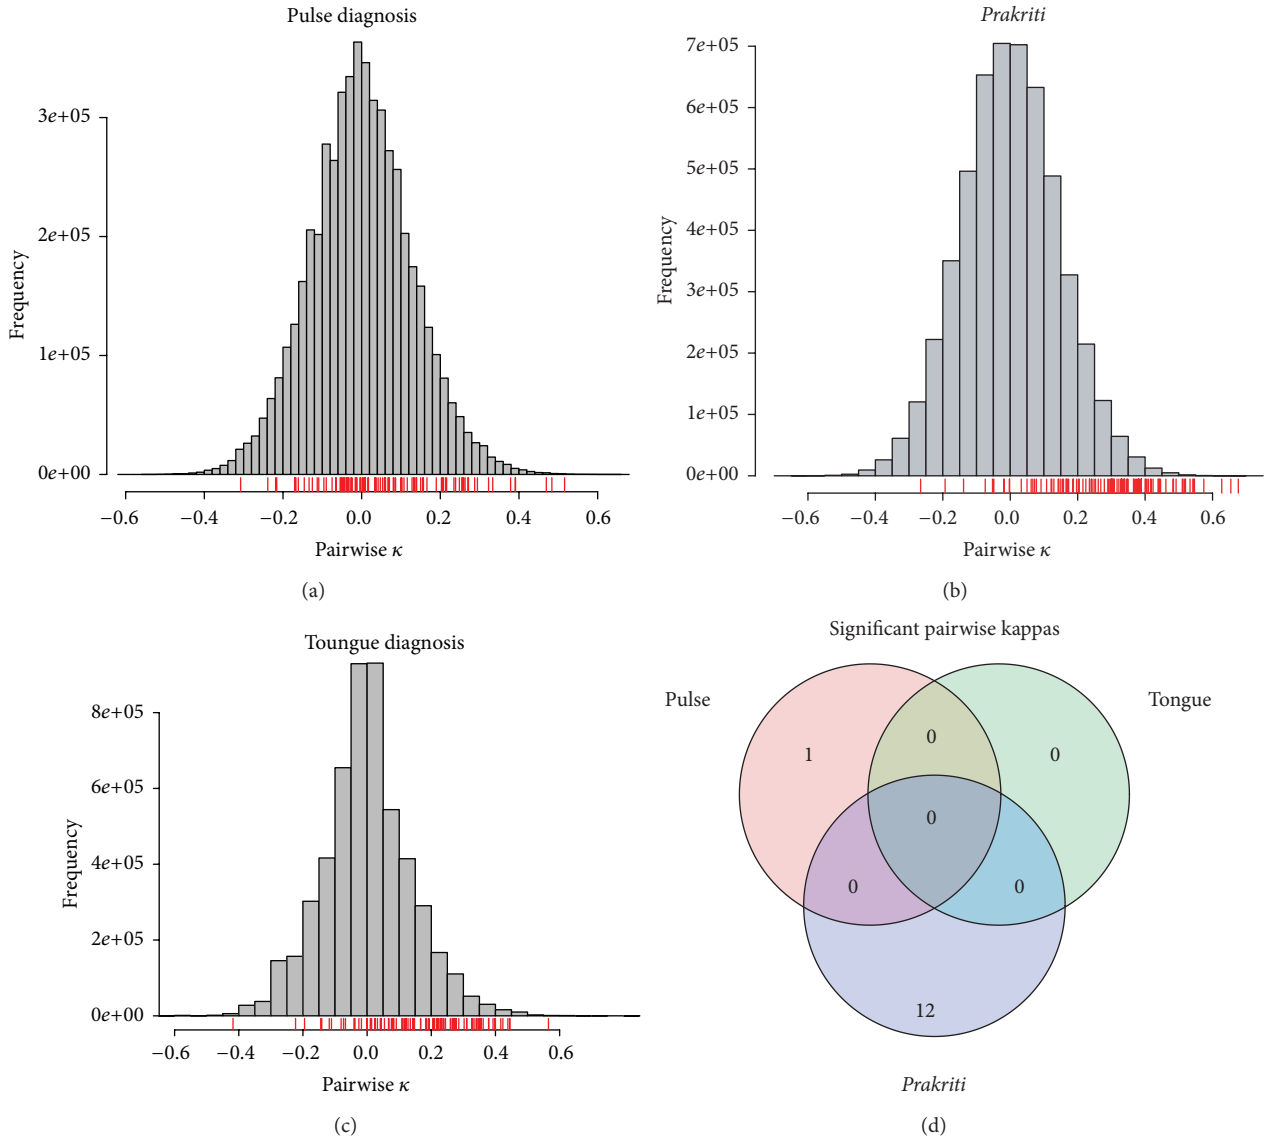 Pulse diagnosis
Frequency
3e+05
2e+05
1e+05
0e+00
−0.6 −0.4 −0.2 0.0 0.2 0.4 0.6
Pairwise κ
(a)
Prakriti
Frequency
7e+05
6e+05
5e+05
4e+05
3e+05
2e+05
1e+05
0e+00
−0.6 −0.4 −0.2 0.0 0.2 0.4 0.6
Pairwise κ
(b)
Toungue diagnosis
Frequency
8e+05
6e+05
4e+05
2e+05
0e+00
−0.6 −0.4 −0.2 0.0 0.2 0.4 0.6
Pairwise κ
(c)
Significant pairwise kappas
Pulse
Tongue
1
0
0
0
0
0
12
Prakriti
(d)